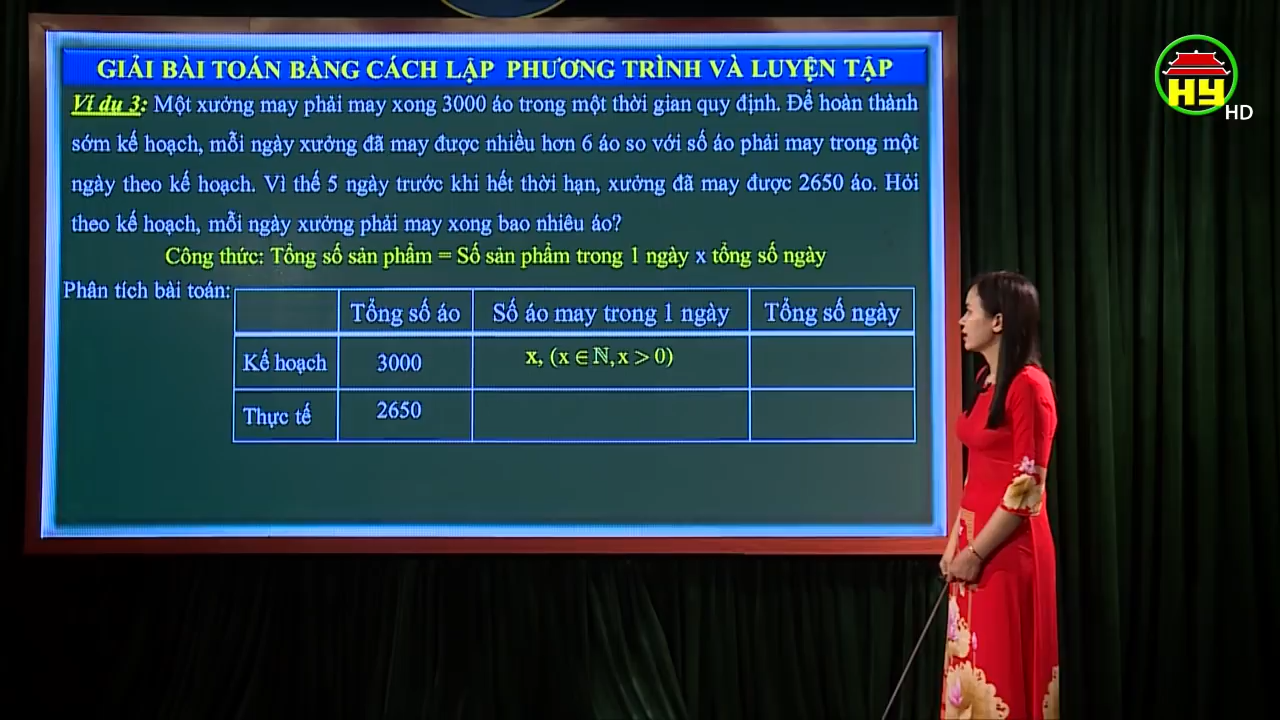 GIẢI BÀI TOÁN BẰNG CÁCH LẬP PHƯƠNG TRÌNH VÀ LUYỆN TẬP
Ví dụ 3: Một xưởng may phải may xong 3000 áo trong một thời gian quy định. Để hoàn thành
sớm kế hoạch, mỗi ngày xưởng đã may được nhiều hơn 6 áo so với số áo phải may trong một
ngày theo kế hoạch. Vì thế 5 ngày trước khi hết thời hạn, xưởng đã may được 2650 áo. Hỏi
theo kế hoạch, mỗi ngày xưởng phải may xong bao nhiêu áo?
Công thức: Tổng số sản phẩm = Số sản phẩm trong 1 ngày x tổng số ngày
Phân tích bài toán:
Tổng số áo Số áo may trong 1 ngày Tổng số ngày
Kế hoạch 3000 x, (x ∈ ℕ, x > 0)
Thực tế 2650
HY
HD